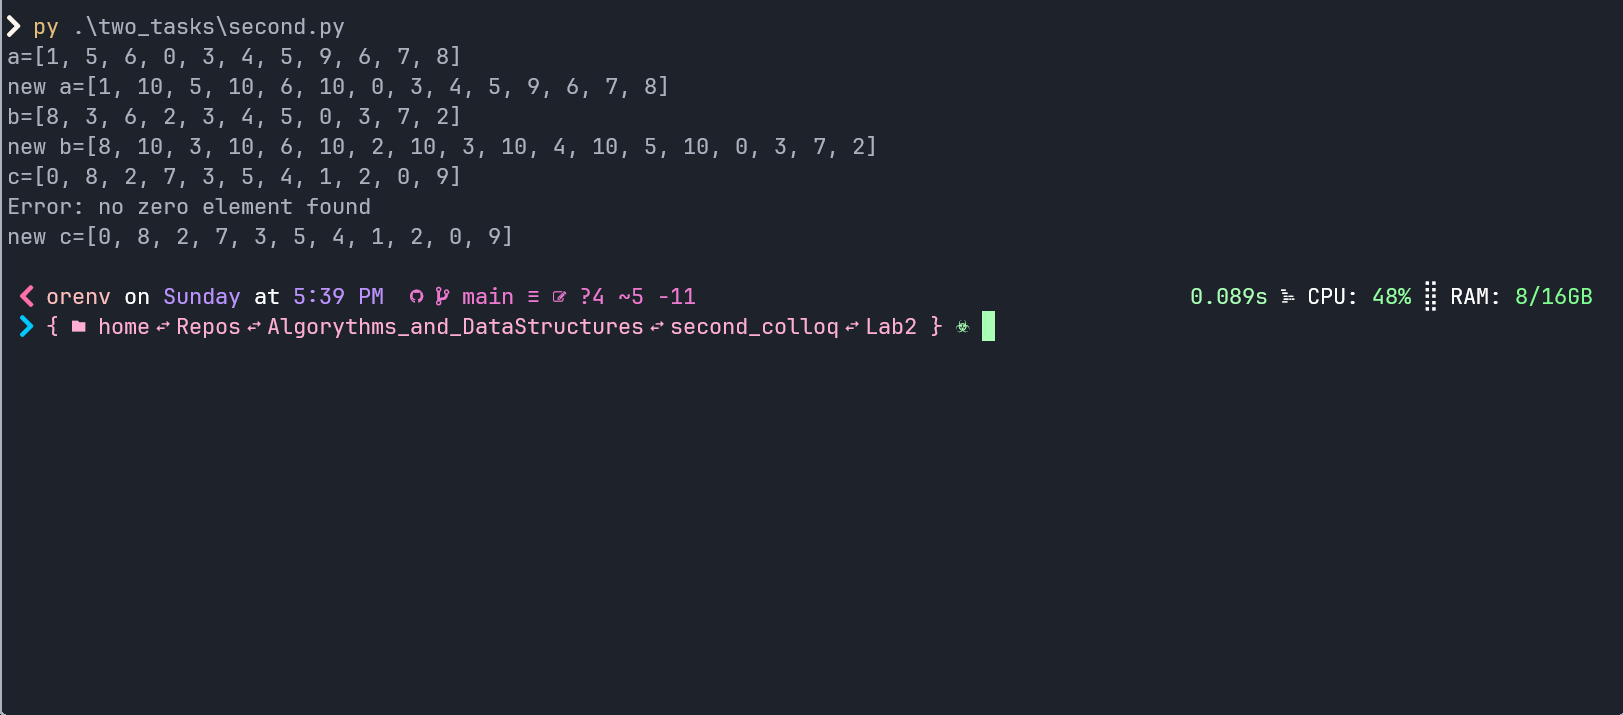 ❯ py .\two_tasks\second.py
a=[1, 5, 6, 0, 3, 4, 5, 9, 6, 7, 8]
new a=[1, 10, 5, 10, 6, 10, 0, 3, 4, 5, 9, 6, 7, 8]
b=[8, 3, 6, 2, 3, 4, 5, 0, 3, 7, 2]
new b=[8, 10, 3, 10, 6, 10, 2, 10, 3, 10, 4, 10, 5, 10, 0, 3, 7, 2]
c=[0, 8, 2, 7, 3, 5, 4, 1, 2, 0, 9]
Error: no zero element found
new c=[0, 8, 2, 7, 3, 5, 4, 1, 2, 0, 9]
orenv on Sunday at 5:39 PM main ≡ ?4 ~5 -11 0.089s CPU: 48% RAM: 8/16GB
❯ { home Repos Algorythms_and_DataStructures second_colloq Lab2 } ☣